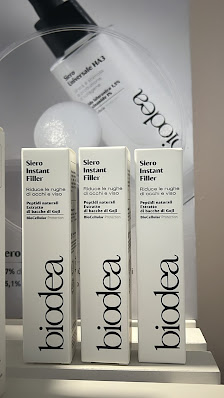 Siero
Universale HA3
biodea
Siero
Instant
Filler
Riduce le rughe
di occhi e viso
Peptidi naturali
Estratto
di bacche di Goji
BioCellular Protection
biodea
Siero
Instant
Filler
Riduce le rughe
di occhi e viso
Peptidi naturali
Estratto
di bacche di Goji
BioCellular Protection
biodea
Siero
Instant
Filler
Riduce le rughe
di occhi e viso
Peptidi naturali
Estratto
di bacche di Goji
BioCellular Protection
biodea